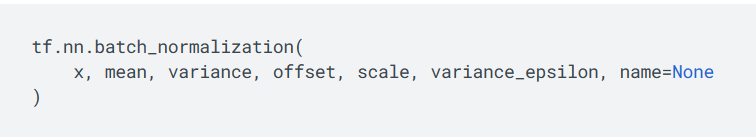 tf.nn.batch_normalization(
    x, mean, variance, offset, scale, variance_epsilon, name=None
)